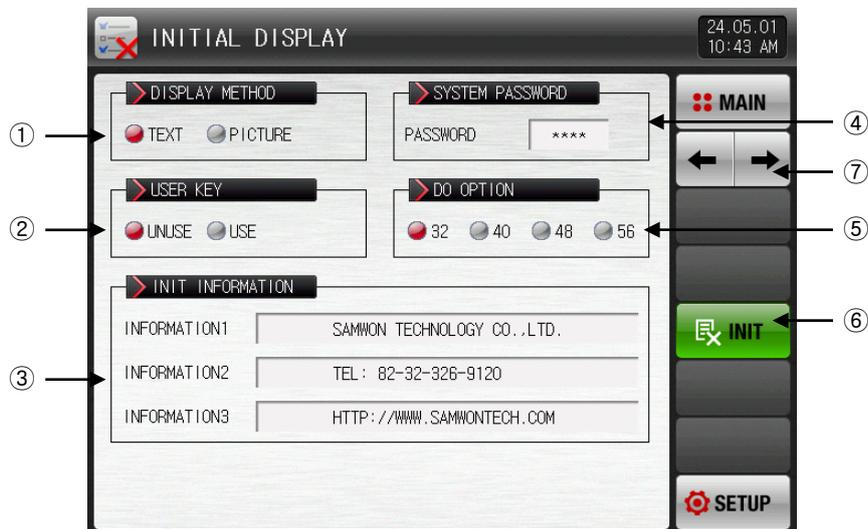 INITIAL DISPLAY
24.05.01
10:43 AM
DISPLAY METHOD
TEXT PICTURE
SYSTEM PASSWORD
PASSWORD ****
USER KEY
UNUSE USE
DO OPTION
32 40 48 56
INIT INFORMATION
INFORMATION1 SAMWON TECHNOLOGY CO.,LTD.
INFORMATION2 TEL: 82-32-326-9120
INFORMATION3 HTTP://WWW.SAMWONTECH.COM
MAIN
INIT
SETUP
①
②
③
④
⑦
⑤
⑥